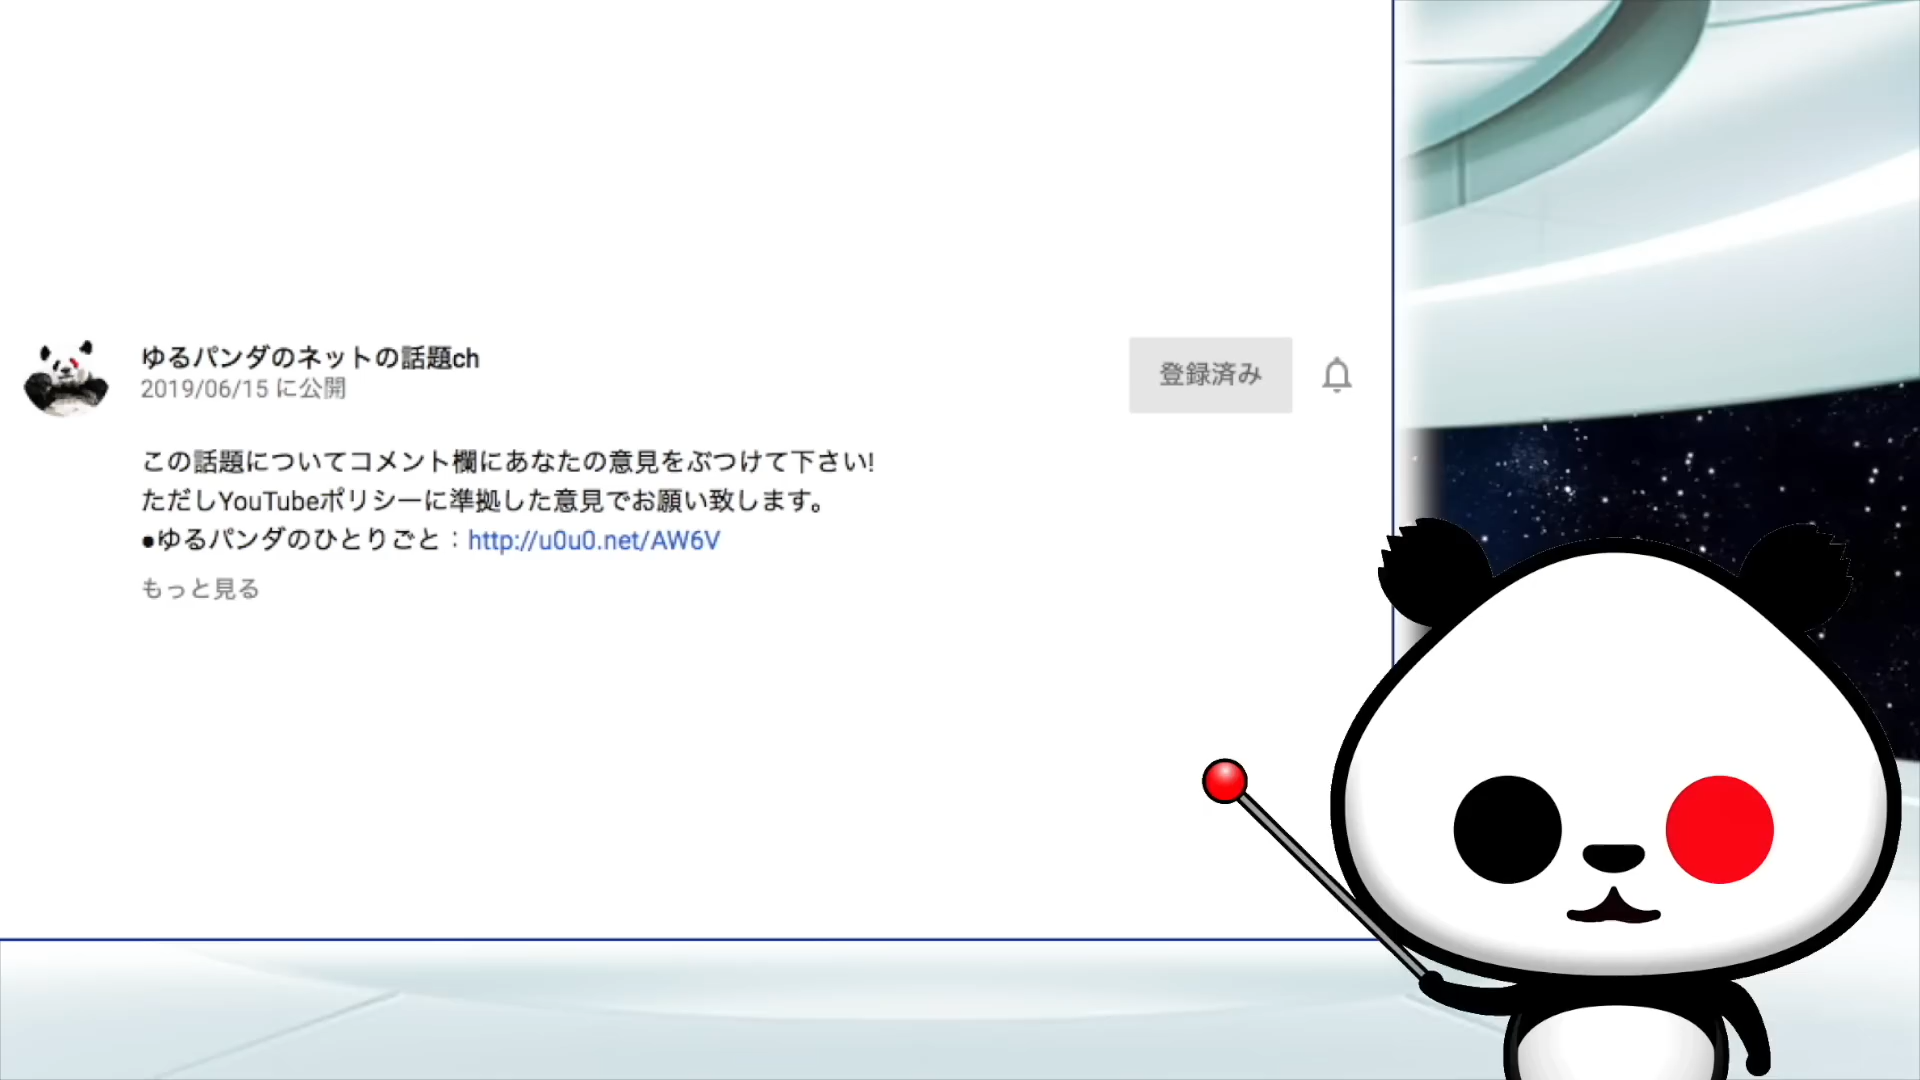 ゆるパンダのネットの話題ch
2019/06/15 に公開
登録済み
この話題についてコメント欄にあなたの意見をぶつけて下さい!
ただしYouTubeポリシーに準拠した意見でお願い致します。
●ゆるパンダのひとりごと：http://u0u0.net/AW6V
もっと見る